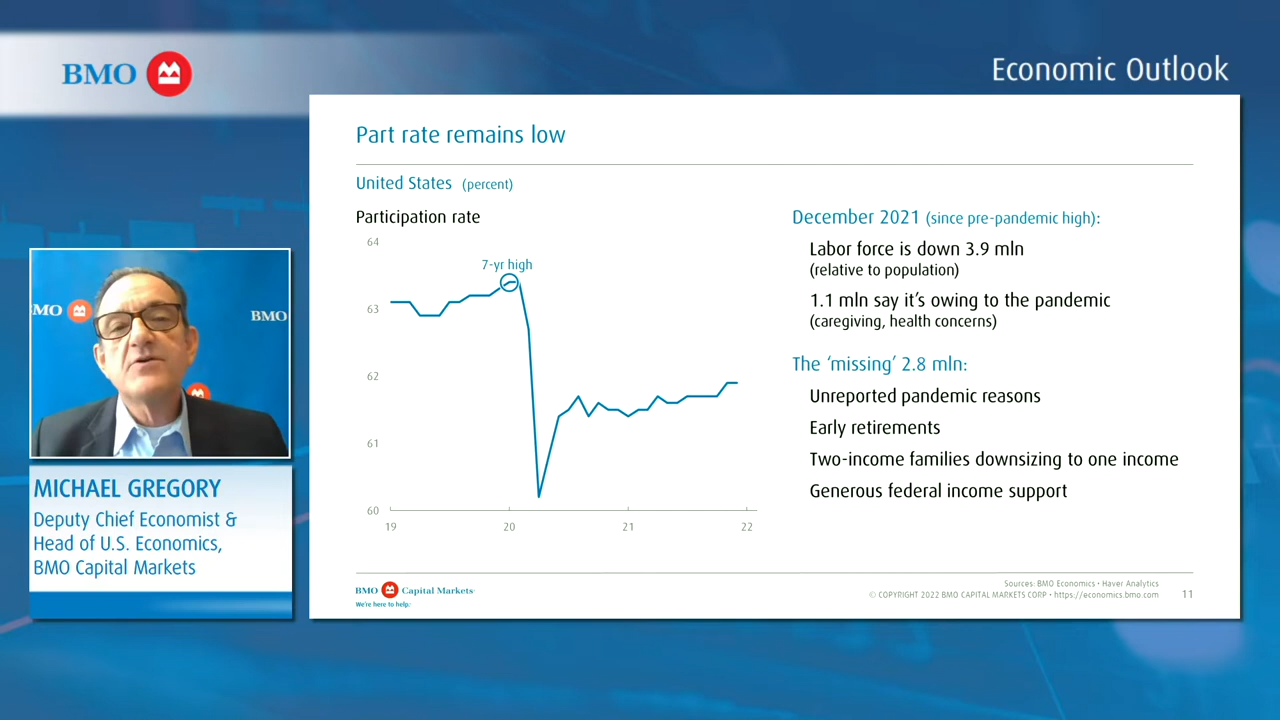 BMO
Economic Outlook
Part rate remains low
United States (percent)
Participation rate
64
63
62
61
60
19
20
21
22
7-yr high
December 2021 (since pre-pandemic high):
Labor force is down 3.9 mln
(relative to population)
1.1 mln say it's owing to the pandemic
(caregiving, health concerns)
The 'missing' 2.8 mln:
Unreported pandemic reasons
Early retirements
Two-income families downsizing to one income
Generous federal income support
MO
BMO
MICHAEL GREGORY
Deputy Chief Economist &
Head of U.S. Economics,
BMO Capital Markets
BMO Capital Markets
We're here to help.
Sources: BMO Economics • Haver Analytics
© COPYRIGHT 2022 BMO CAPITAL MARKETS CORP • https://economics.bmo.com
11